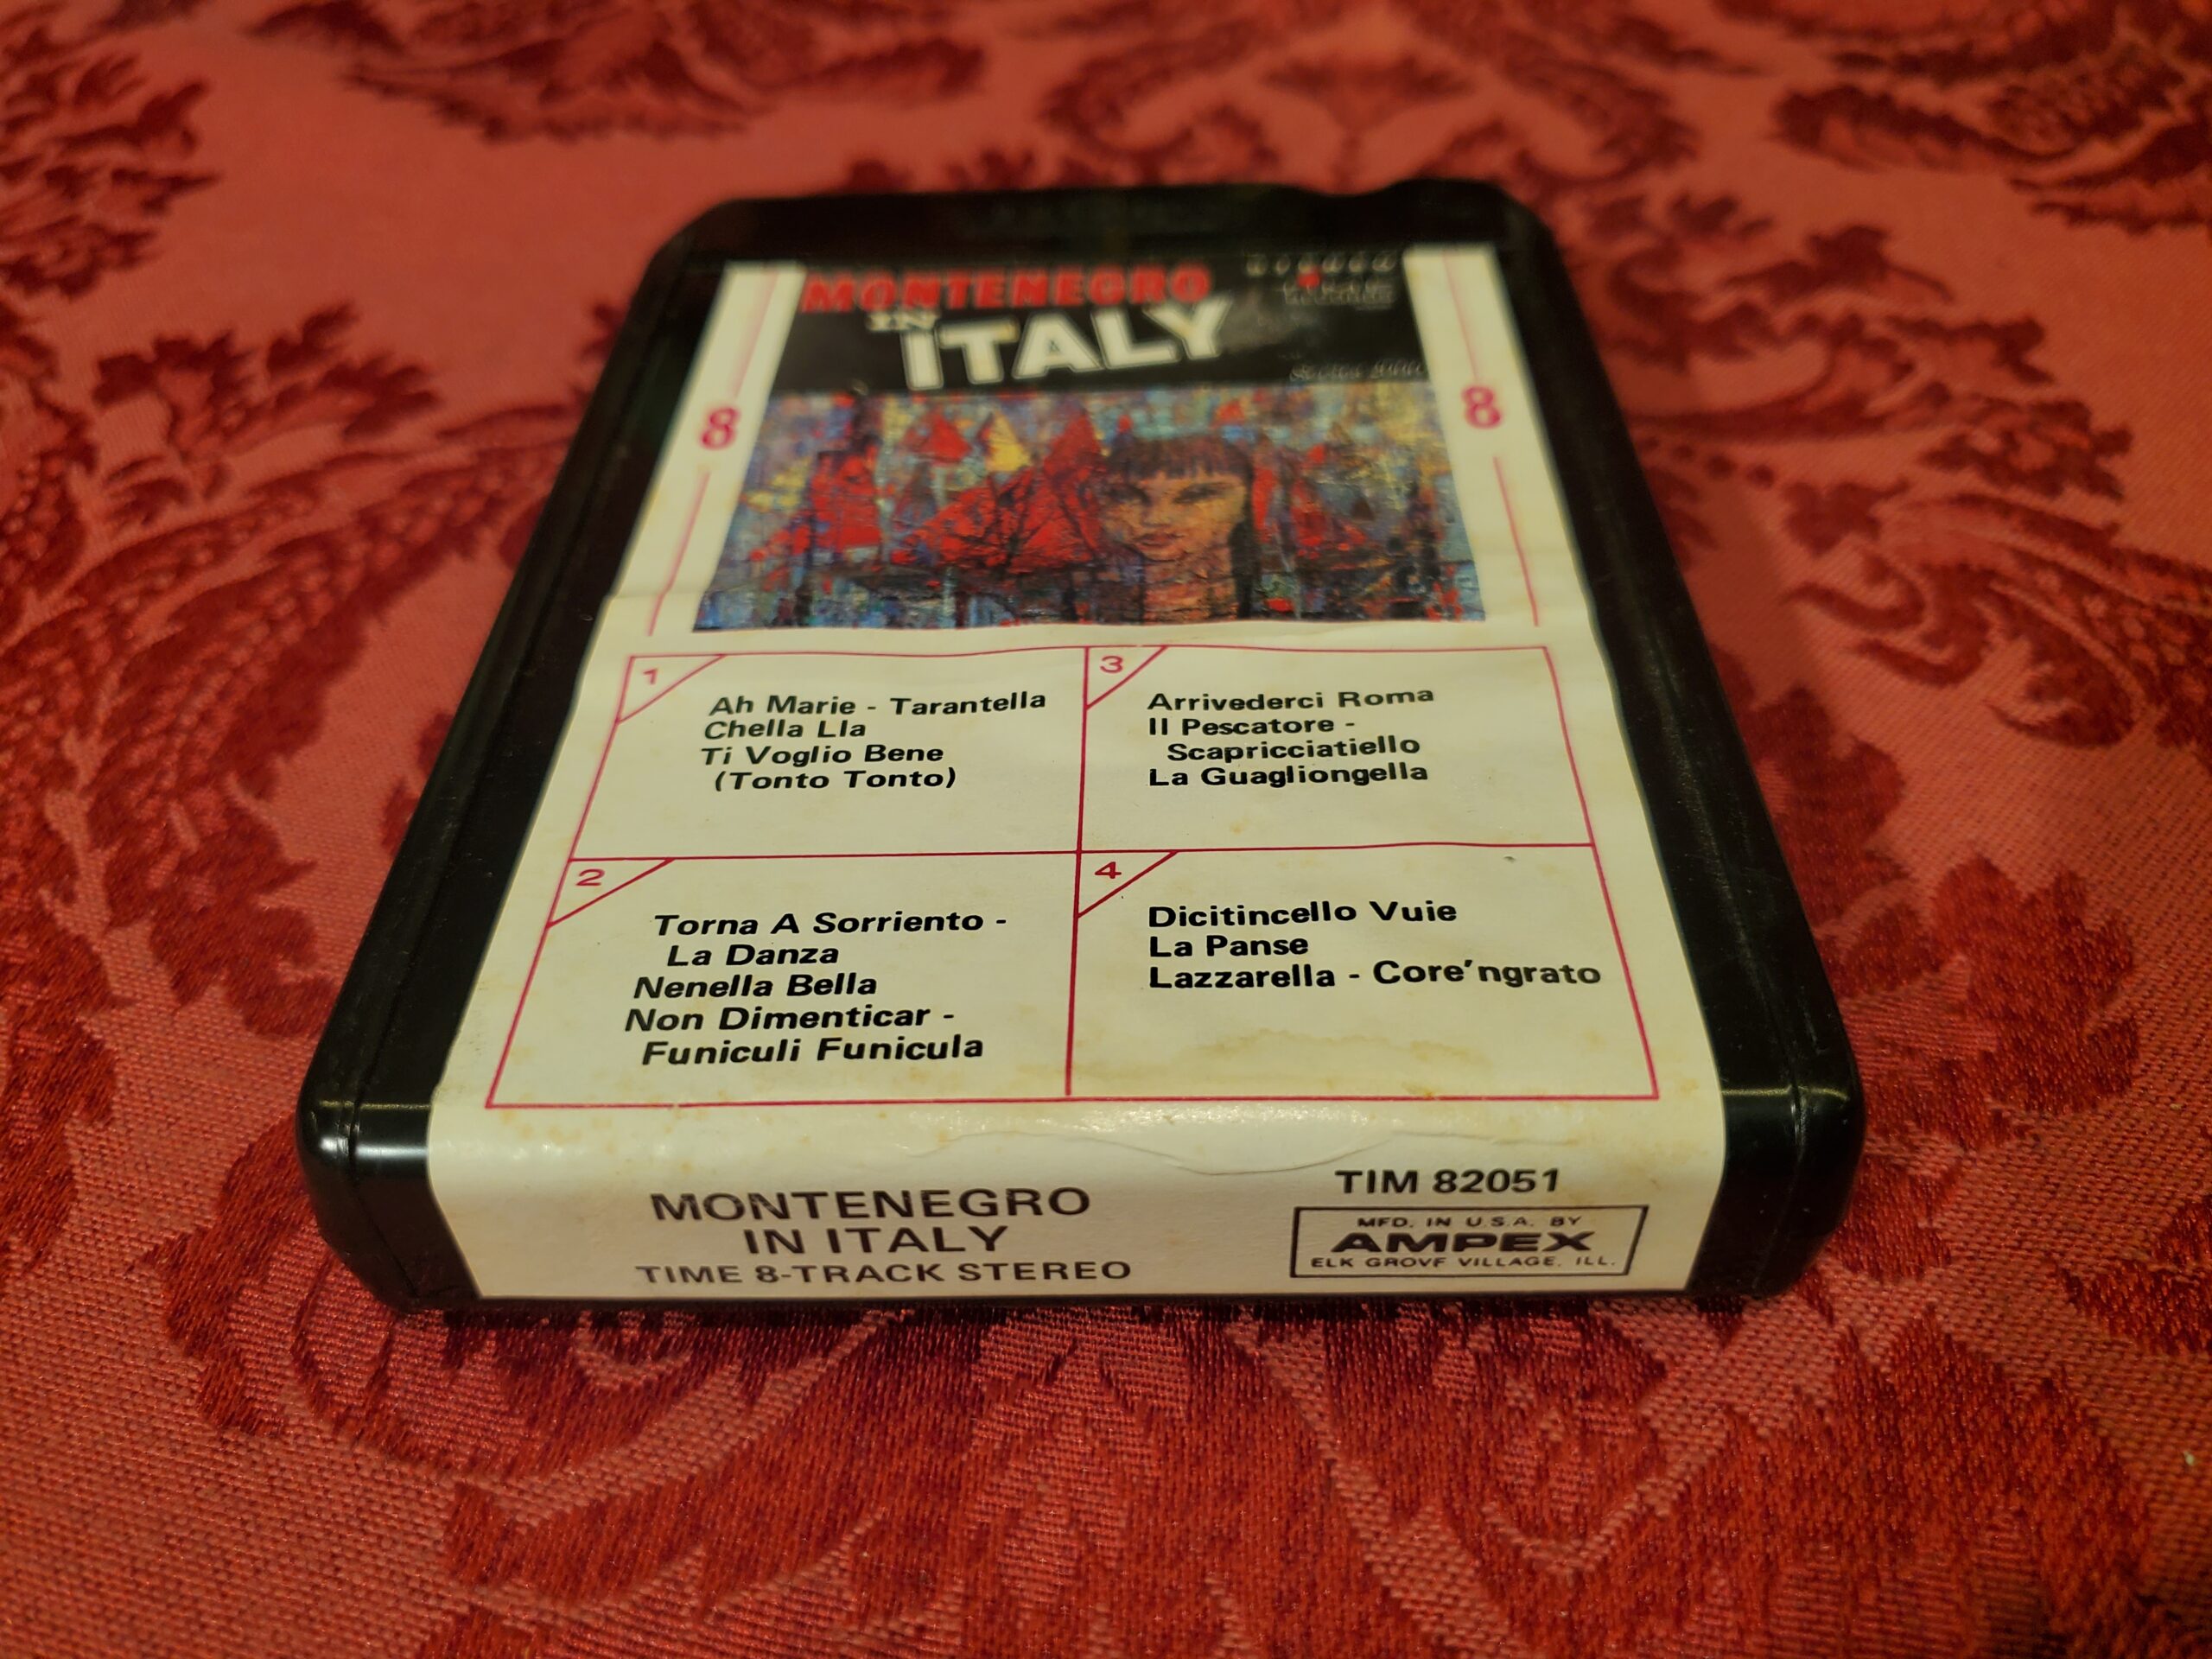 MONTENEGRO
IN
ITALY
8
8
1
Ah Marie - Tarantella
Chella Lla
Ti Voglio Bene
(Tonto Tonto)
2
Torna A Sorriento -
La Danza
Nenella Bella
Non Dimenticar -
Funiculi Funicula
3
Arrivederci Roma
Il Pescatore -
Scapricciatiello
La Guagliongella
4
Dicitincello Vuie
La Panse
Lazzarella - Core'ngrato
MONTENEGRO
IN ITALY
TIME 8-TRACK STEREO
TIM 82051
MFD. IN U.S.A. BY
AMPEX
ELK GROVE VILLAGE, ILL.